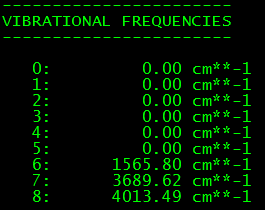 -----------------------
VIBRATIONAL FREQUENCIES
-----------------------
0: 0.00 cm**-1
1: 0.00 cm**-1
2: 0.00 cm**-1
3: 0.00 cm**-1
4: 0.00 cm**-1
5: 0.00 cm**-1
6: 1565.80 cm**-1
7: 3689.62 cm**-1
8: 4013.49 cm**-1